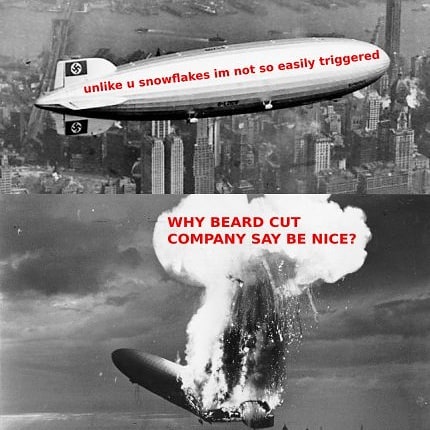 unlike u snowflakes im not so easily triggered
WHY BEARD CUT
COMPANY SAY BE NICE?